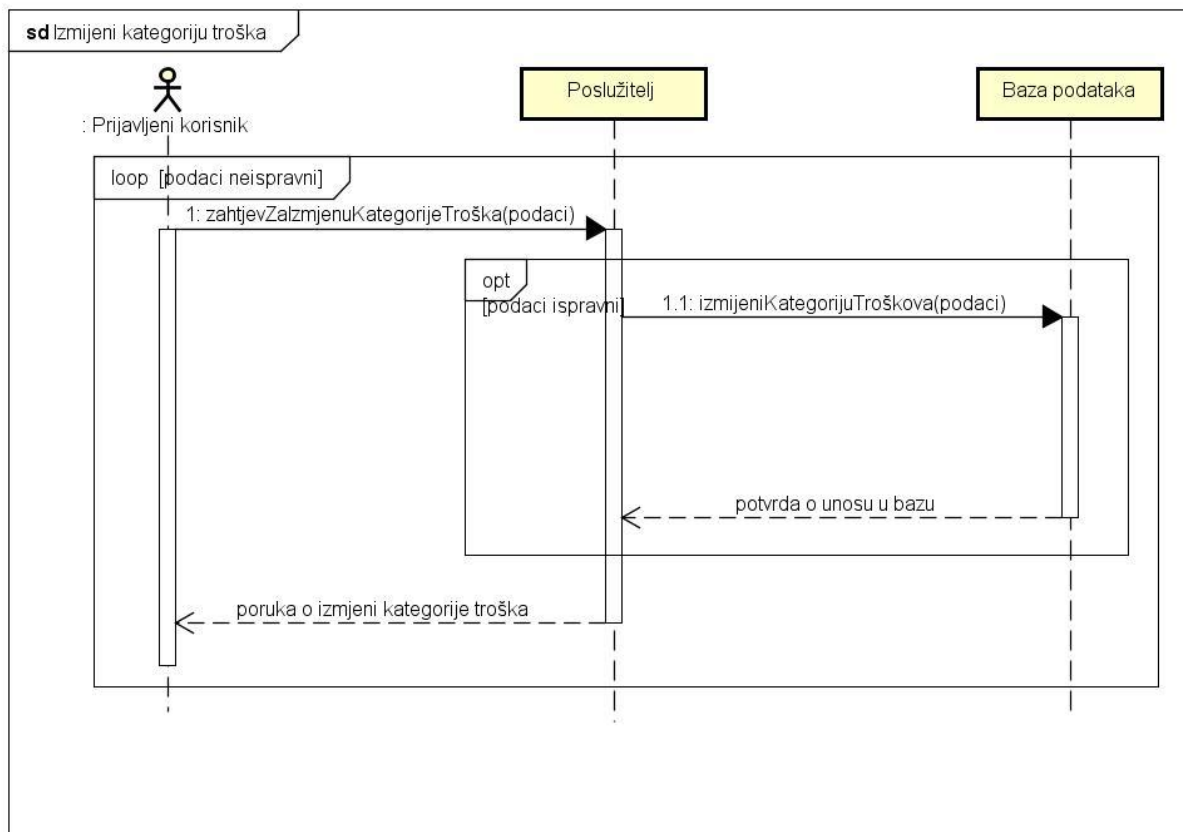 sd Izmijeni kategoriju troška
: Prijavljeni korisnik
Poslužitelj
Baza podataka
loop [podaci neispravni]
1: zahtjevZaIzmjenuKategorijeTroška(podaci)
opt
[podaci ispravni]
1.1: izmijeniKategorijuTroškova(podaci)
potvrda o unosu u bazu
poruka o izmjeni kategorije troška